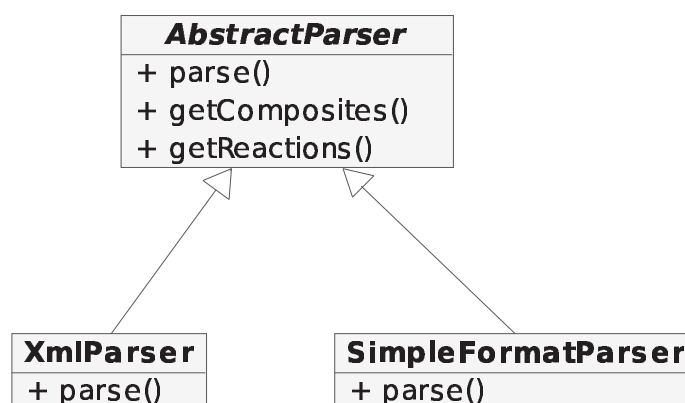 AbstractParser
+ parse()
+ getComposites()
+ getReactions()
XmlParser
+ parse()
SimpleFormatParser
+ parse()